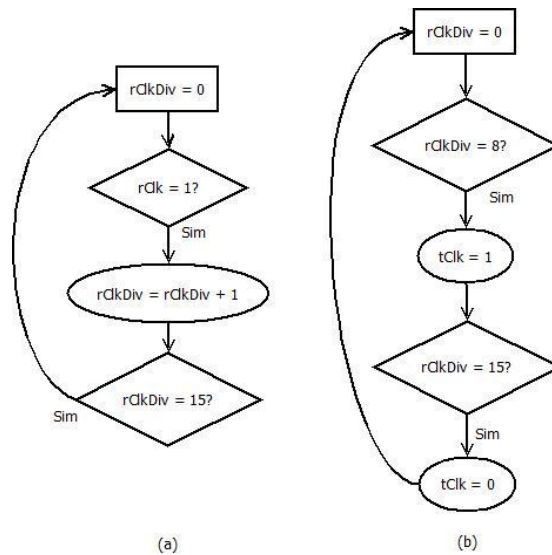 rClkDiv = 0
rClk = 1?
Sim
rClkDiv = rClkDiv + 1
rClkDiv = 15?
Sim
(a)
rClkDiv = 0
rClkDiv = 8?
Sim
tClk = 1
rClkDiv = 15?
Sim
tClk = 0
(b)